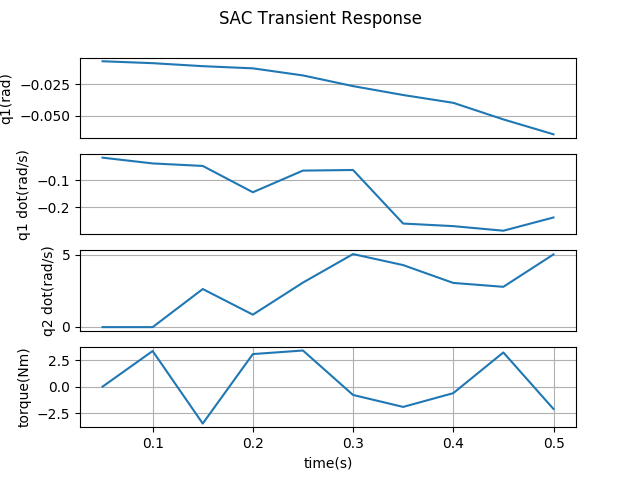 SAC Transient Response
q1(rad)
−0.025
−0.050
q1 dot(rad/s)
−0.1
−0.2
q2 dot(rad/s)
5
0
torque(Nm)
2.5
0.0
−2.5
0.1 0.2 0.3 0.4 0.5
time(s)